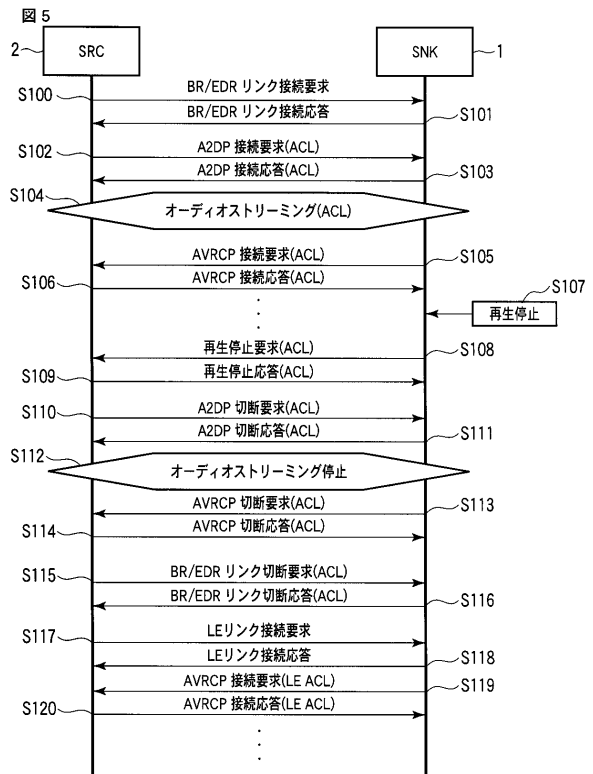 図 5
2 SRC SNK 1
BR/EDR リンク接続要求
S100
BR/EDR リンク接続応答
S101
A2DP 接続要求(ACL)
S102
A2DP 接続応答(ACL)
S103
S104
オーディオストリーミング(ACL)
AVRCP 接続要求(ACL)
S105
AVRCP 接続応答(ACL)
S106
S107
再生停止
再生停止要求(ACL)
S108
再生停止応答(ACL)
S109
A2DP 切断要求(ACL)
S110
A2DP 切断応答(ACL)
S111
S112
オーディオストリーミング停止
AVRCP 切断要求(ACL)
S113
AVRCP 切断応答(ACL)
S114
BR/EDR リンク切断要求(ACL)
S115
BR/EDR リンク切断応答(ACL)
S116
LEリンク接続要求
S117
LEリンク接続応答
S118
AVRCP 接続要求(LE ACL)
S119
AVRCP 接続応答(LE ACL)
S120